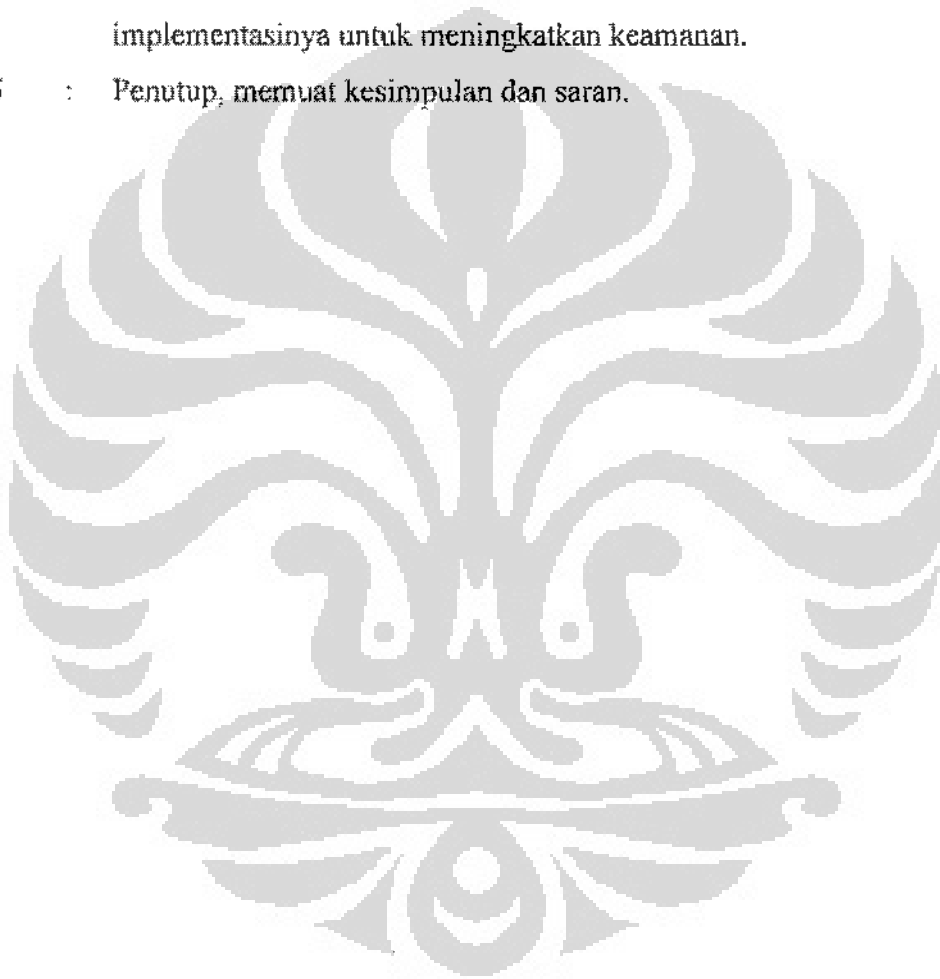 implementasinya untuk meningkatkan keamanan.
: Penutup, memuat kesimpulan dan saran.